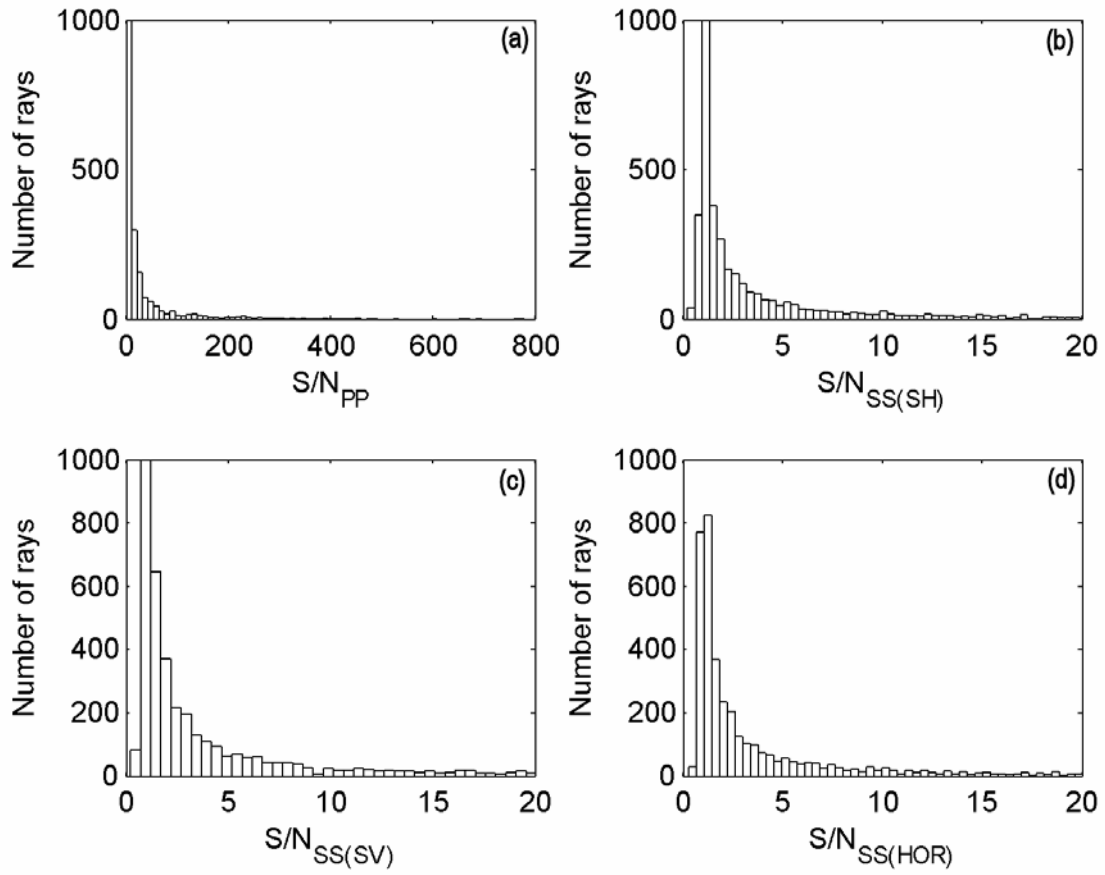 1000
(a)
Number of rays
500
0
0 200 400 600 800
S/N_PP
1000
(b)
Number of rays
500
0
0 5 10 15 20
S/N_SS(SH)
1000
(c)
800
Number of rays
600
400
200
0
0 5 10 15 20
S/N_SS(SV)
1000
(d)
800
Number of rays
600
400
200
0
0 5 10 15 20
S/N_SS(HOR)